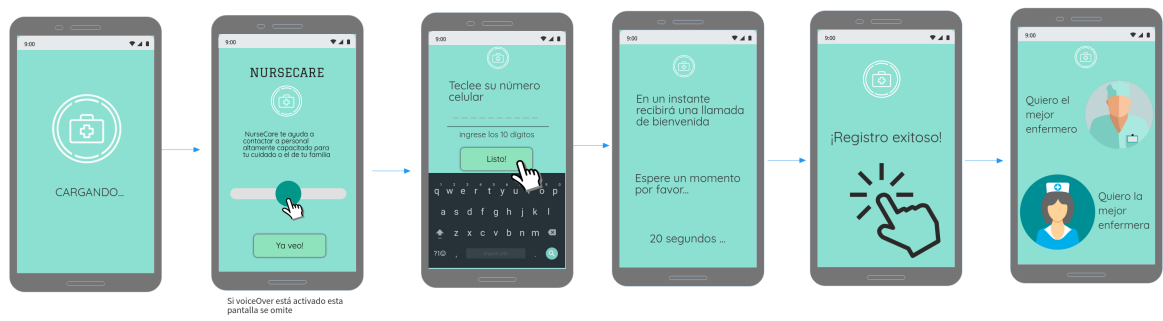 9:00
CARGANDO...
9:00
NURSECARE
NurseCare te ayuda a
contactar a personal
altamente capacitado para
tu cuidado o el de tu familia
Ya veo!
Si voiceOver está activado esta
pantalla se omite
9:00
Teclee su número
celular
_ _ _ _ _ _ _ _ _ _
ingrese los 10 dígitos
Listo!
q w e r t y u i o p
a s d f g h j k l
z x c v b n m
?1☺ , .
9:00
En un instante
recibirá una llamada
de bienvenida
Espere un momento
por favor...
20 segundos ...
9:00
¡Registro exitoso!
9:00
Quiero el
mejor
enfermero
Quiero la
mejor
enfermera